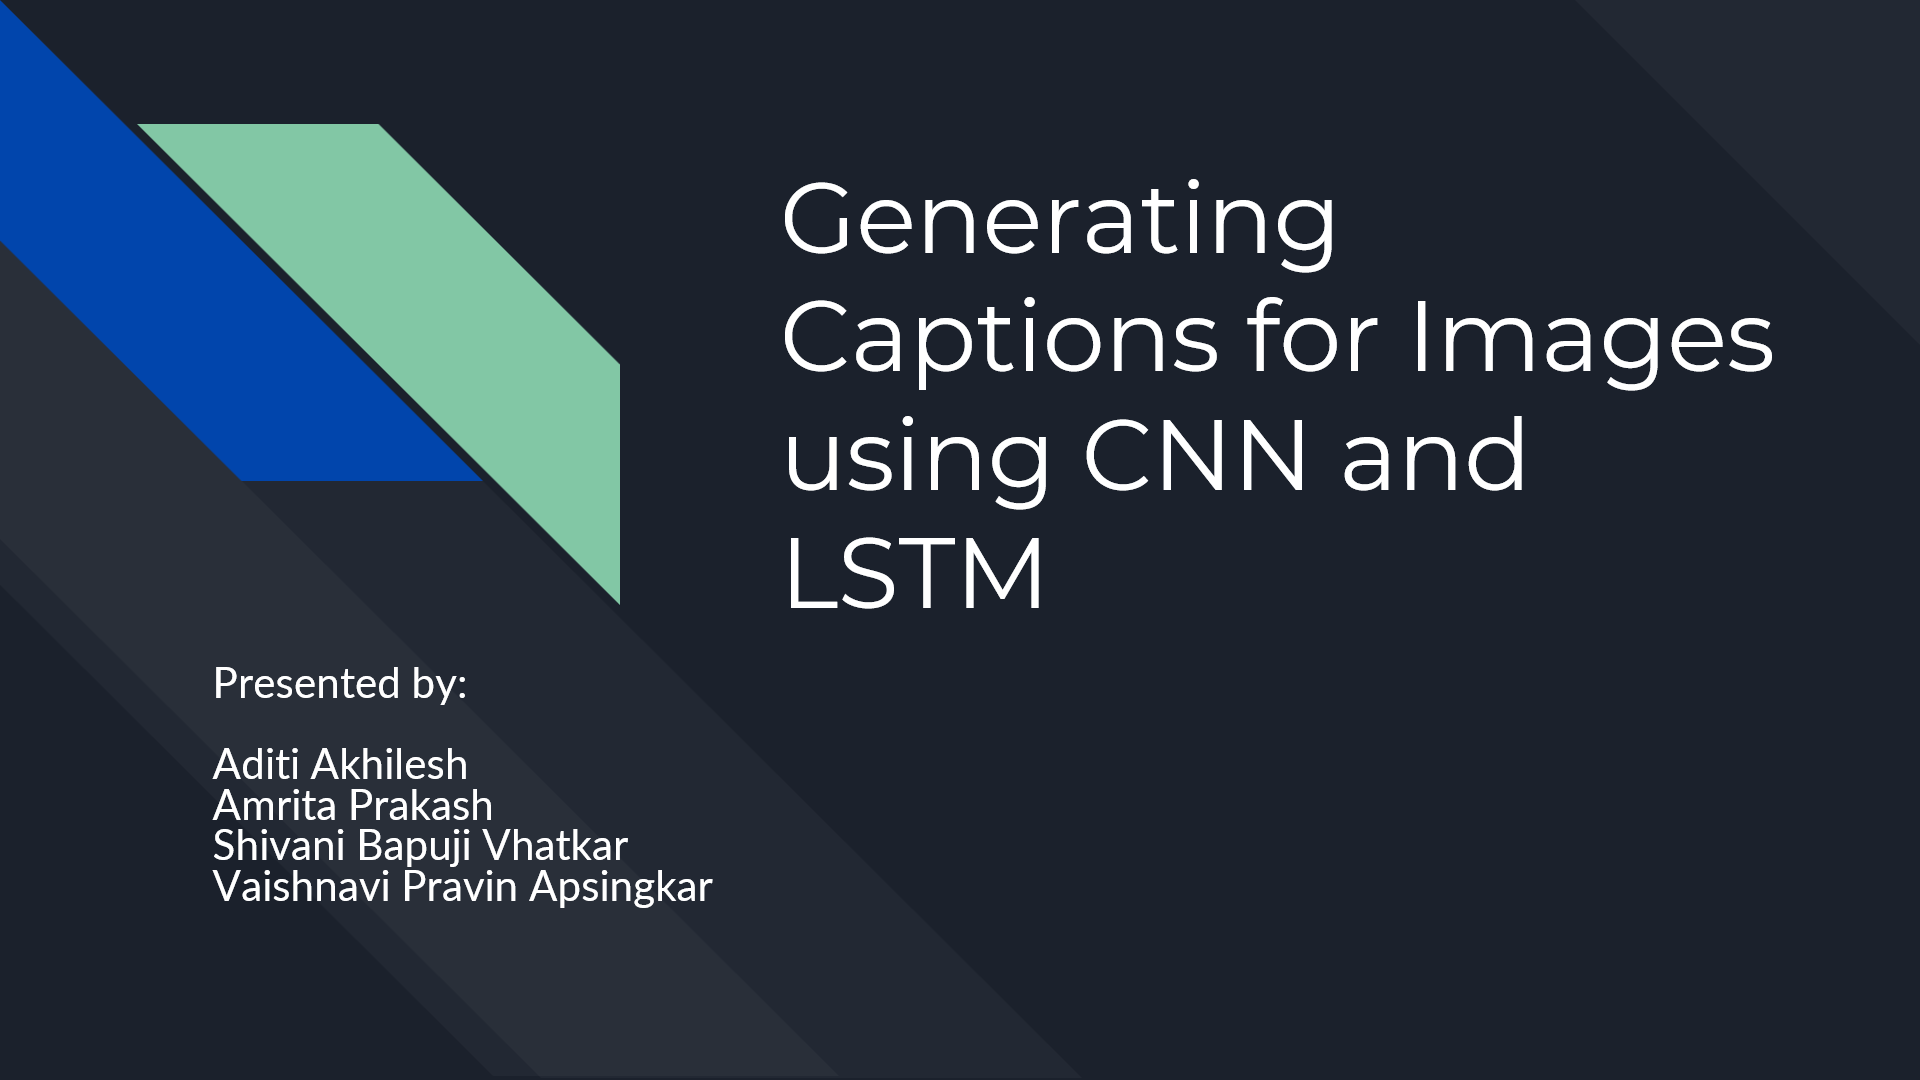 Generating
Captions for Images
using CNN and
LSTM
Presented by:
Aditi Akhilesh
Amrita Prakash
Shivani Bapuji Vhatkar
Vaishnavi Pravin Apsingkar